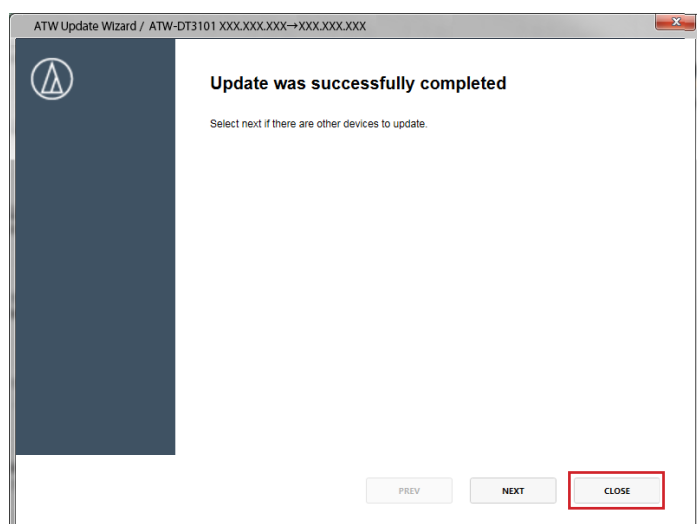 ATW Update Wizard / ATW-DT3101 XXX.XXX.XXX→XXX.XXX.XXX
x
Update was successfully completed
Select next if there are other devices to update.
PREV NEXT CLOSE